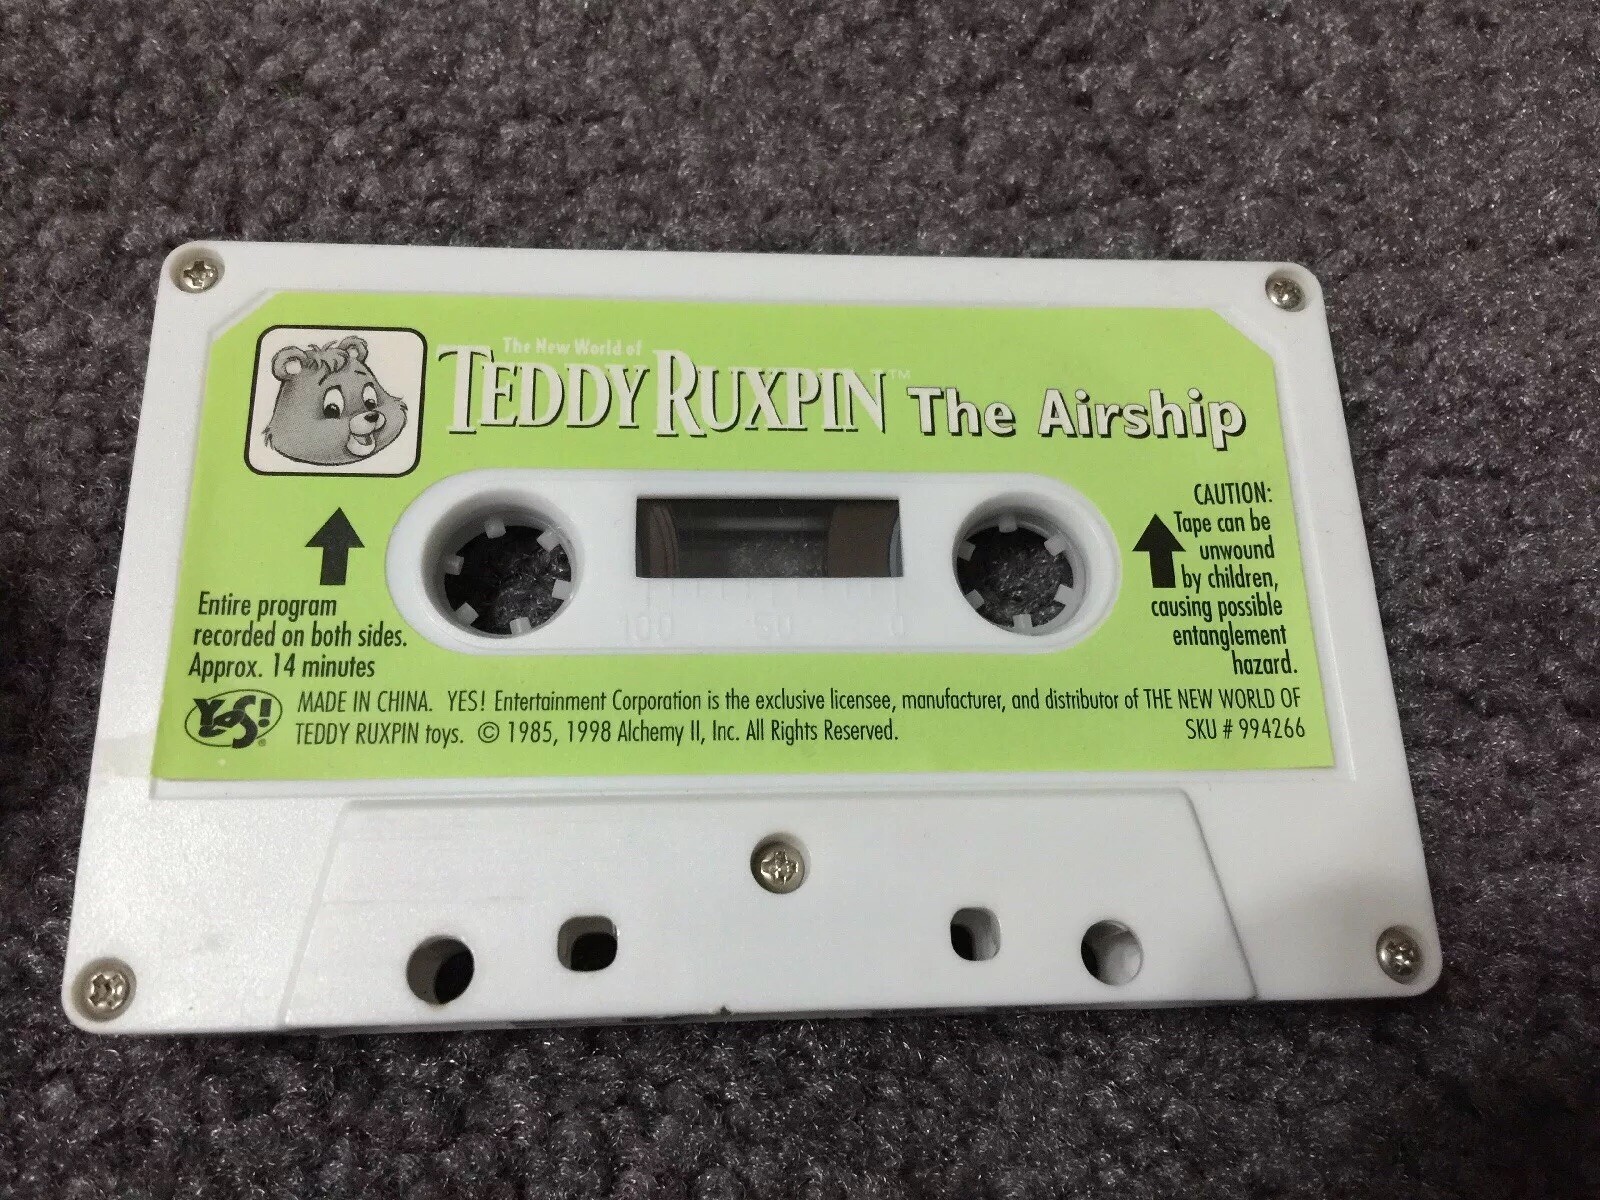 The New World of
TEDDY RUXPIN™ The Airship
CAUTION:
Tape can be
unwound
by children,
causing possible
entanglement
hazard.
Entire program
recorded on both sides.
Approx. 14 minutes
100 50 0
YES!® MADE IN CHINA. YES! Entertainment Corporation is the exclusive licensee, manufacturer, and distributor of THE NEW WORLD OF
TEDDY RUXPIN toys. © 1985, 1998 Alchemy II, Inc. All Rights Reserved. SKU # 994266